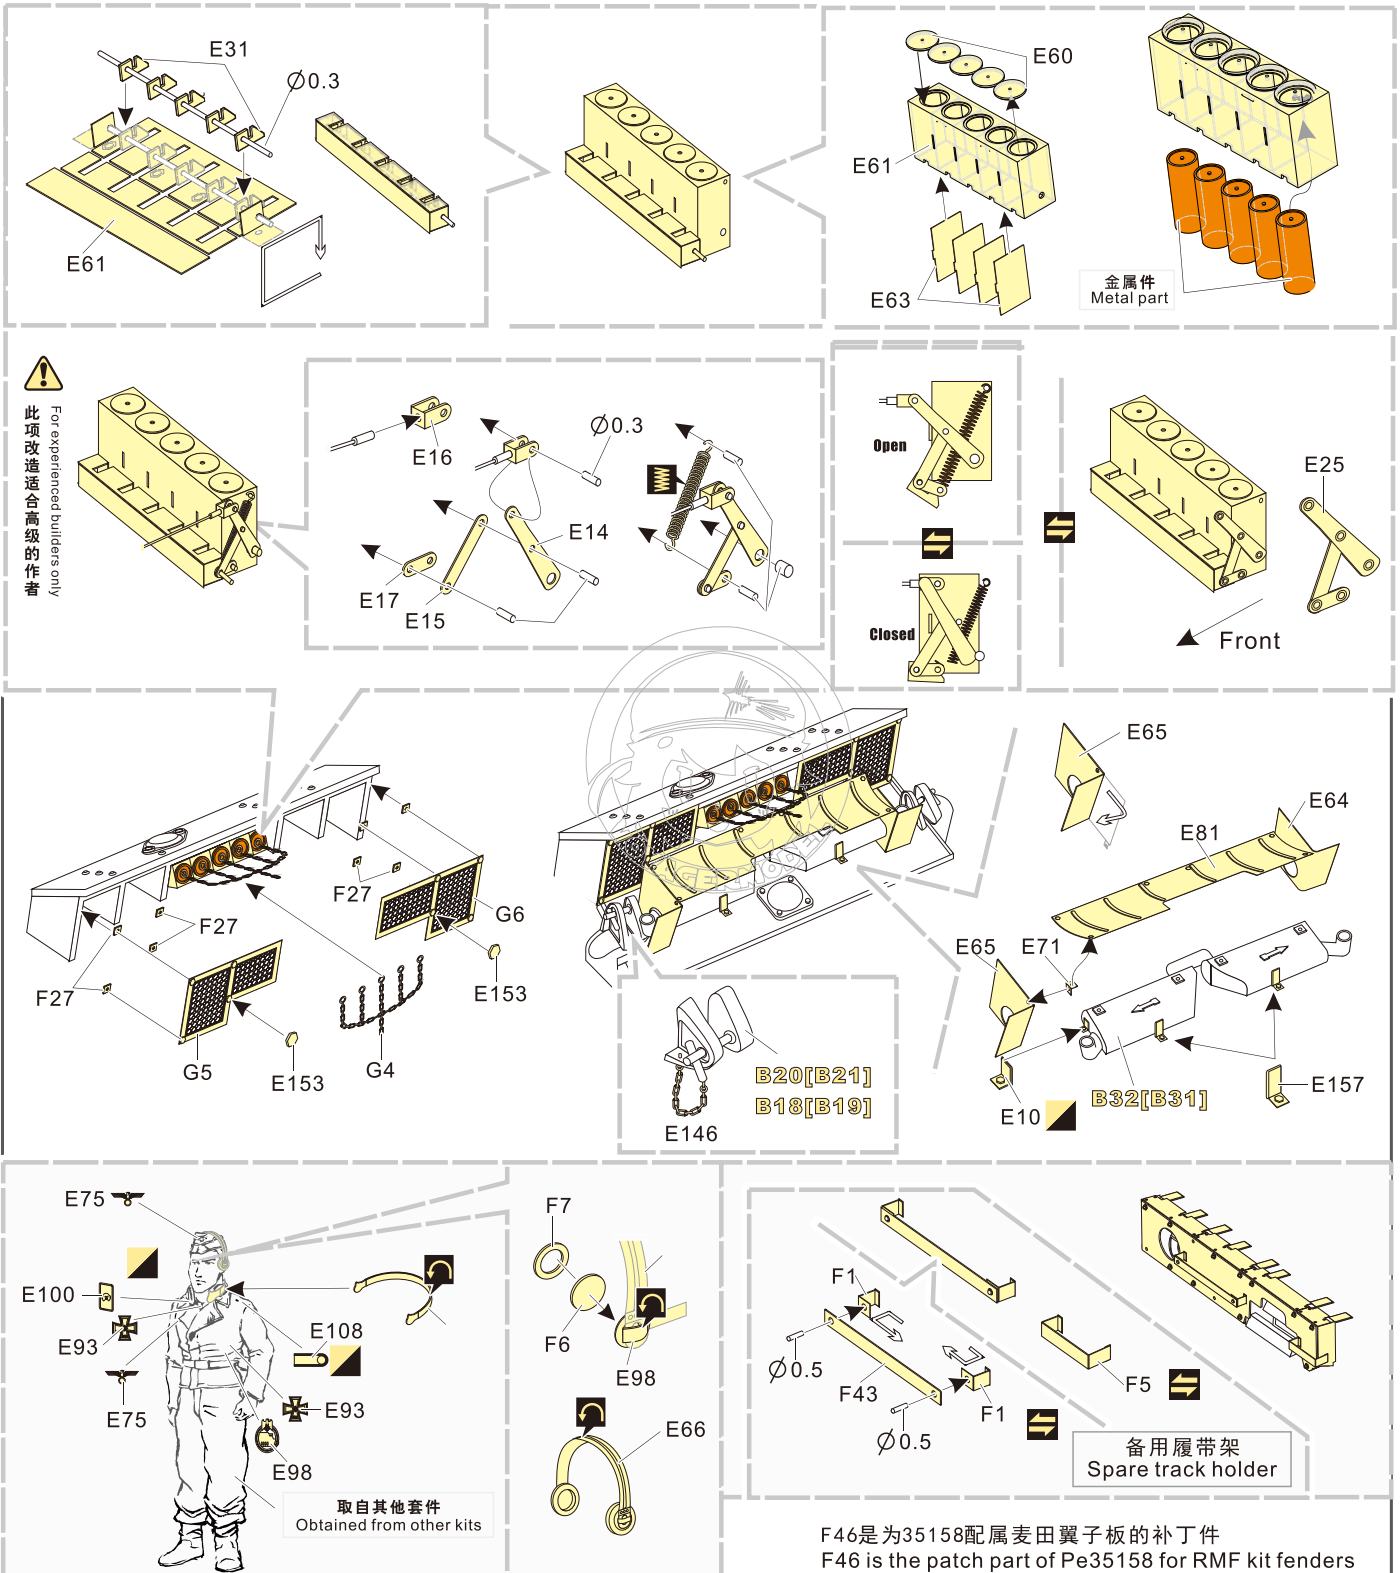 E31
Ø0.3
E61
E60
E61
E63
金属件
Metal part
此项改造适合高级的作者
For experienced builders only
E16
Ø0.3
E14
E17
E15
Open
Closed
E25
Front
E65
E64
E81
F27
G6
F27
E153
F27
G5
E153
G4
E65
E71
B20[B21]
B18[B19]
E146
B32[B31]
E157
E10
E75
E100
E93
E108
E75
E93
E98
取自其他套件
Obtained from other kits
F7
F6
E98
E66
F1
Ø0.5
F43
F1
F5
Ø0.5
备用履带架
Spare track holder
F46是为35158配属麦田翼子板的补丁件
F46 is the patch part of Pe35158 for RMF kit fenders